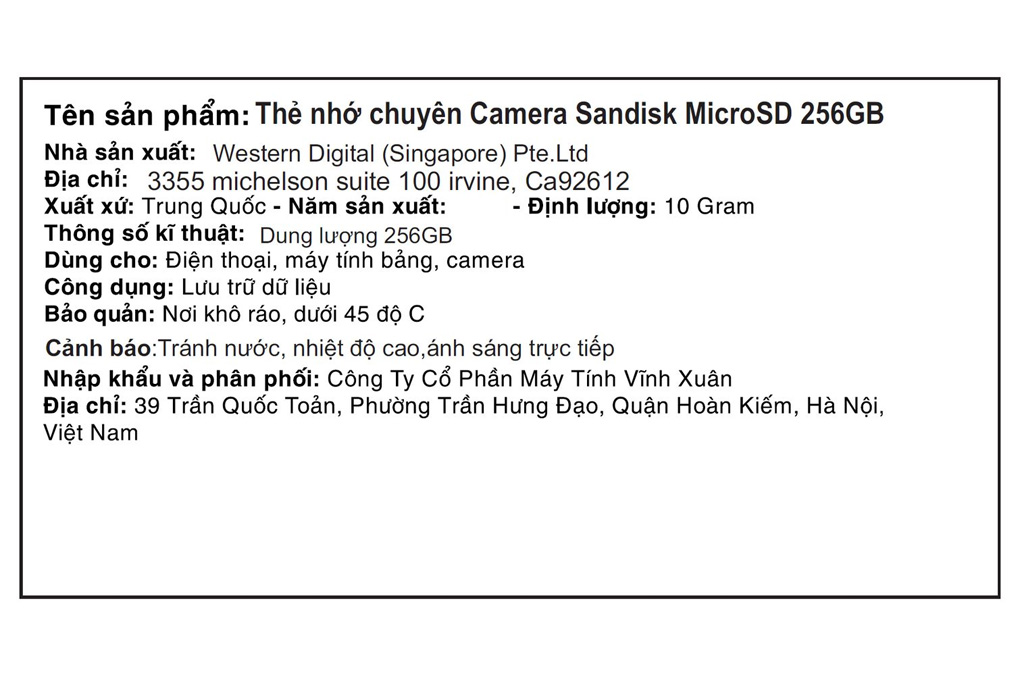 Tên sản phẩm: Thẻ nhớ chuyên Camera Sandisk MicroSD 256GB
Nhà sản xuất: Western Digital (Singapore) Pte.Ltd
Địa chỉ: 3355 michelson suite 100 irvine, Ca92612
Xuất xứ: Trung Quốc - Năm sản xuất: - Định lượng: 10 Gram
Thông số kĩ thuật: Dung lượng 256GB
Dùng cho: Điện thoại, máy tính bảng, camera
Công dụng: Lưu trữ dữ liệu
Bảo quản: Nơi khô ráo, dưới 45 độ C
Cảnh báo:Tránh nước, nhiệt độ cao,ánh sáng trực tiếp
Nhập khẩu và phân phối: Công Ty Cổ Phần Máy Tính Vĩnh Xuân
Địa chỉ: 39 Trần Quốc Toản, Phường Trần Hưng Đạo, Quận Hoàn Kiếm, Hà Nội,
Việt Nam